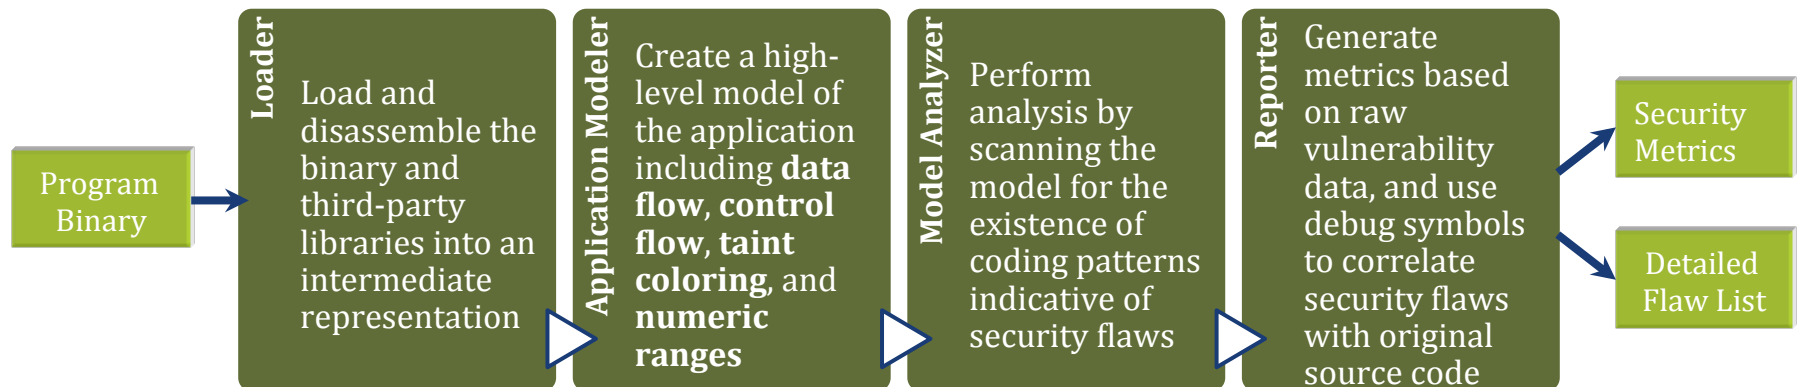 Program
Binary
Loader
Load and
disassemble the
binary and
third-party
libraries into an
intermediate
representation
Application Modeler
Create a high-
level model of
the application
including data
flow, control
flow, taint
coloring, and
numeric
ranges
Model Analyzer
Perform
analysis by
scanning the
model for the
existence of
coding patterns
indicative of
security flaws
Reporter
Generate
metrics based
on raw
vulnerability
data, and use
debug symbols
to correlate
security flaws
with original
source code
Security
Metrics
Detailed
Flaw List